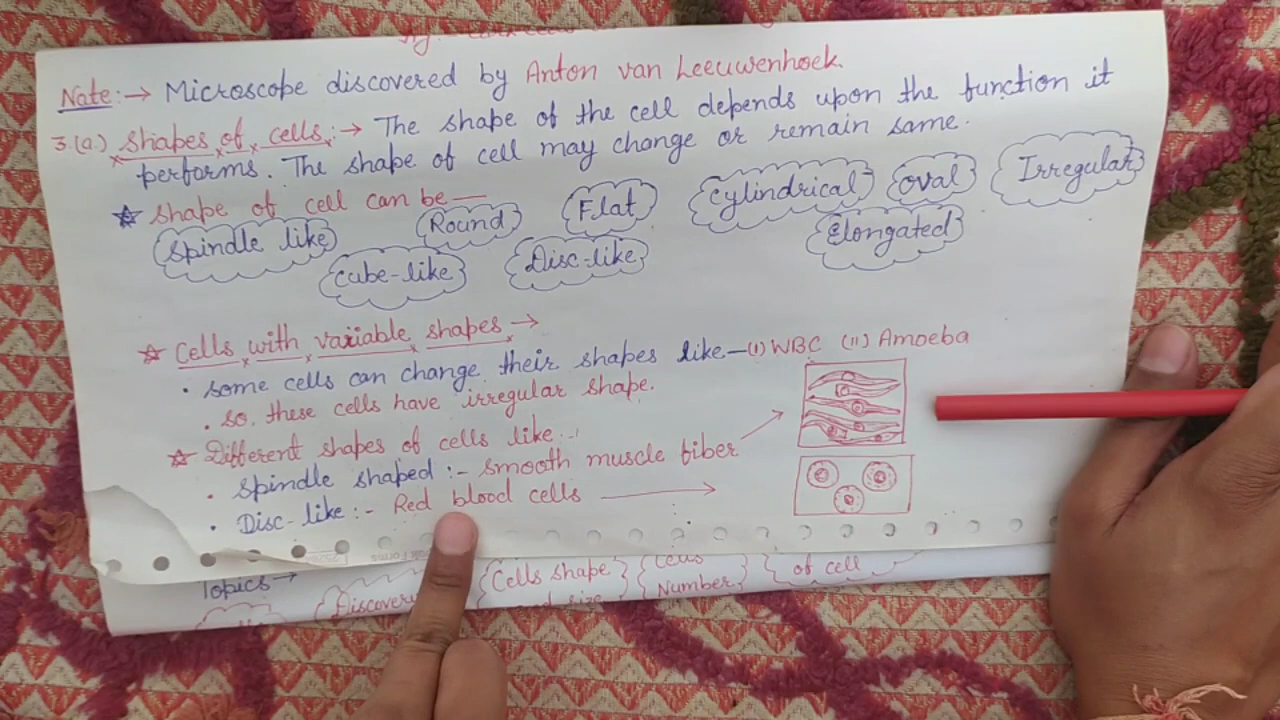 Note:→ Microscope discovered by Anton van Leeuwenhoek.
3.(a) Shapes of cells:→ The shape of the cell depends upon the function it
performs. The shape of cell may change or remain same.
☆ Shape of cell can be—
Spindle like Round Flat Cylindrical oval Irregular
Cube-like Disc-like Elongated
☆ Cells with variable shapes →
• some cells can change their shapes like—(i) WBC (ii) Amoeba
• so, these cells have irregular shape.
☆ Different shapes of cells like:-
• Spindle shaped :- smooth muscle fiber
• Disc-like :- Red blood cells
Topics→
Discovery Cells shape Cells of cell
size Number